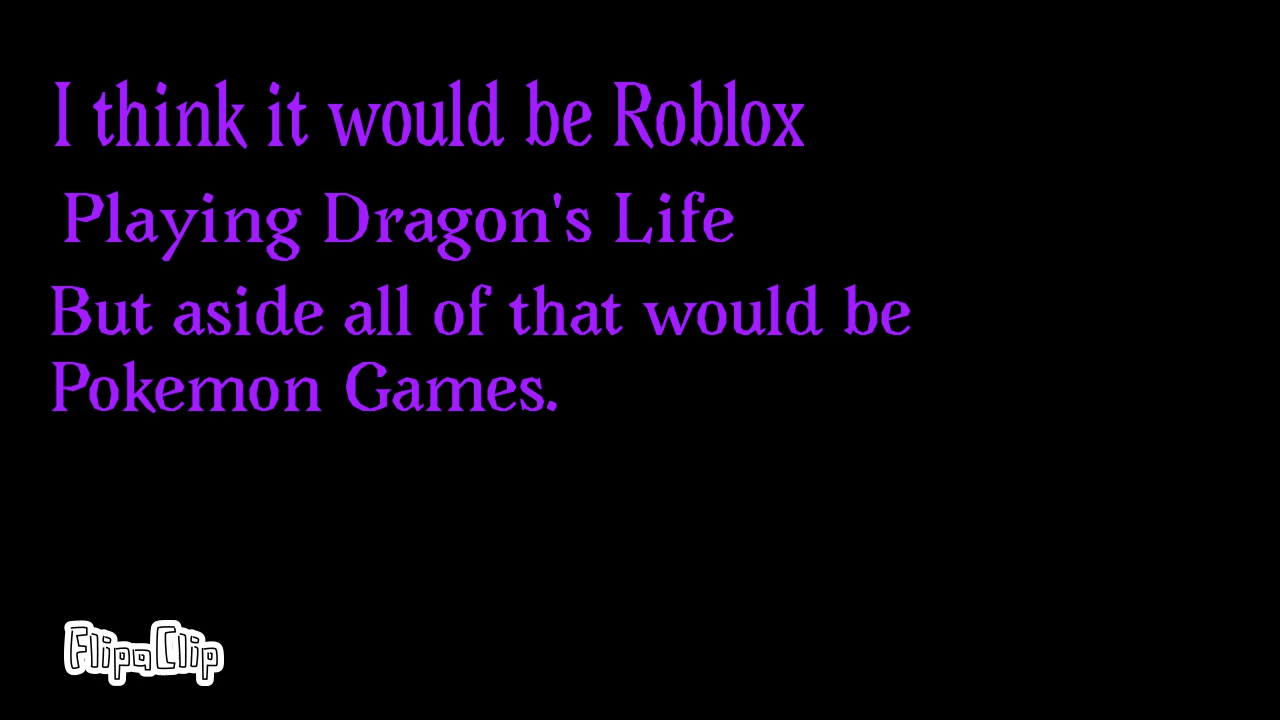 I think it would be Roblox
Playing Dragon's Life
But aside all of that would be
Pokemon Games.
FlipaClip